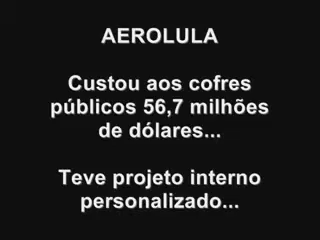 AEROLULA
Custou aos cofres
públicos 56,7 milhões
de dólares...
Teve projeto interno
personalizado...